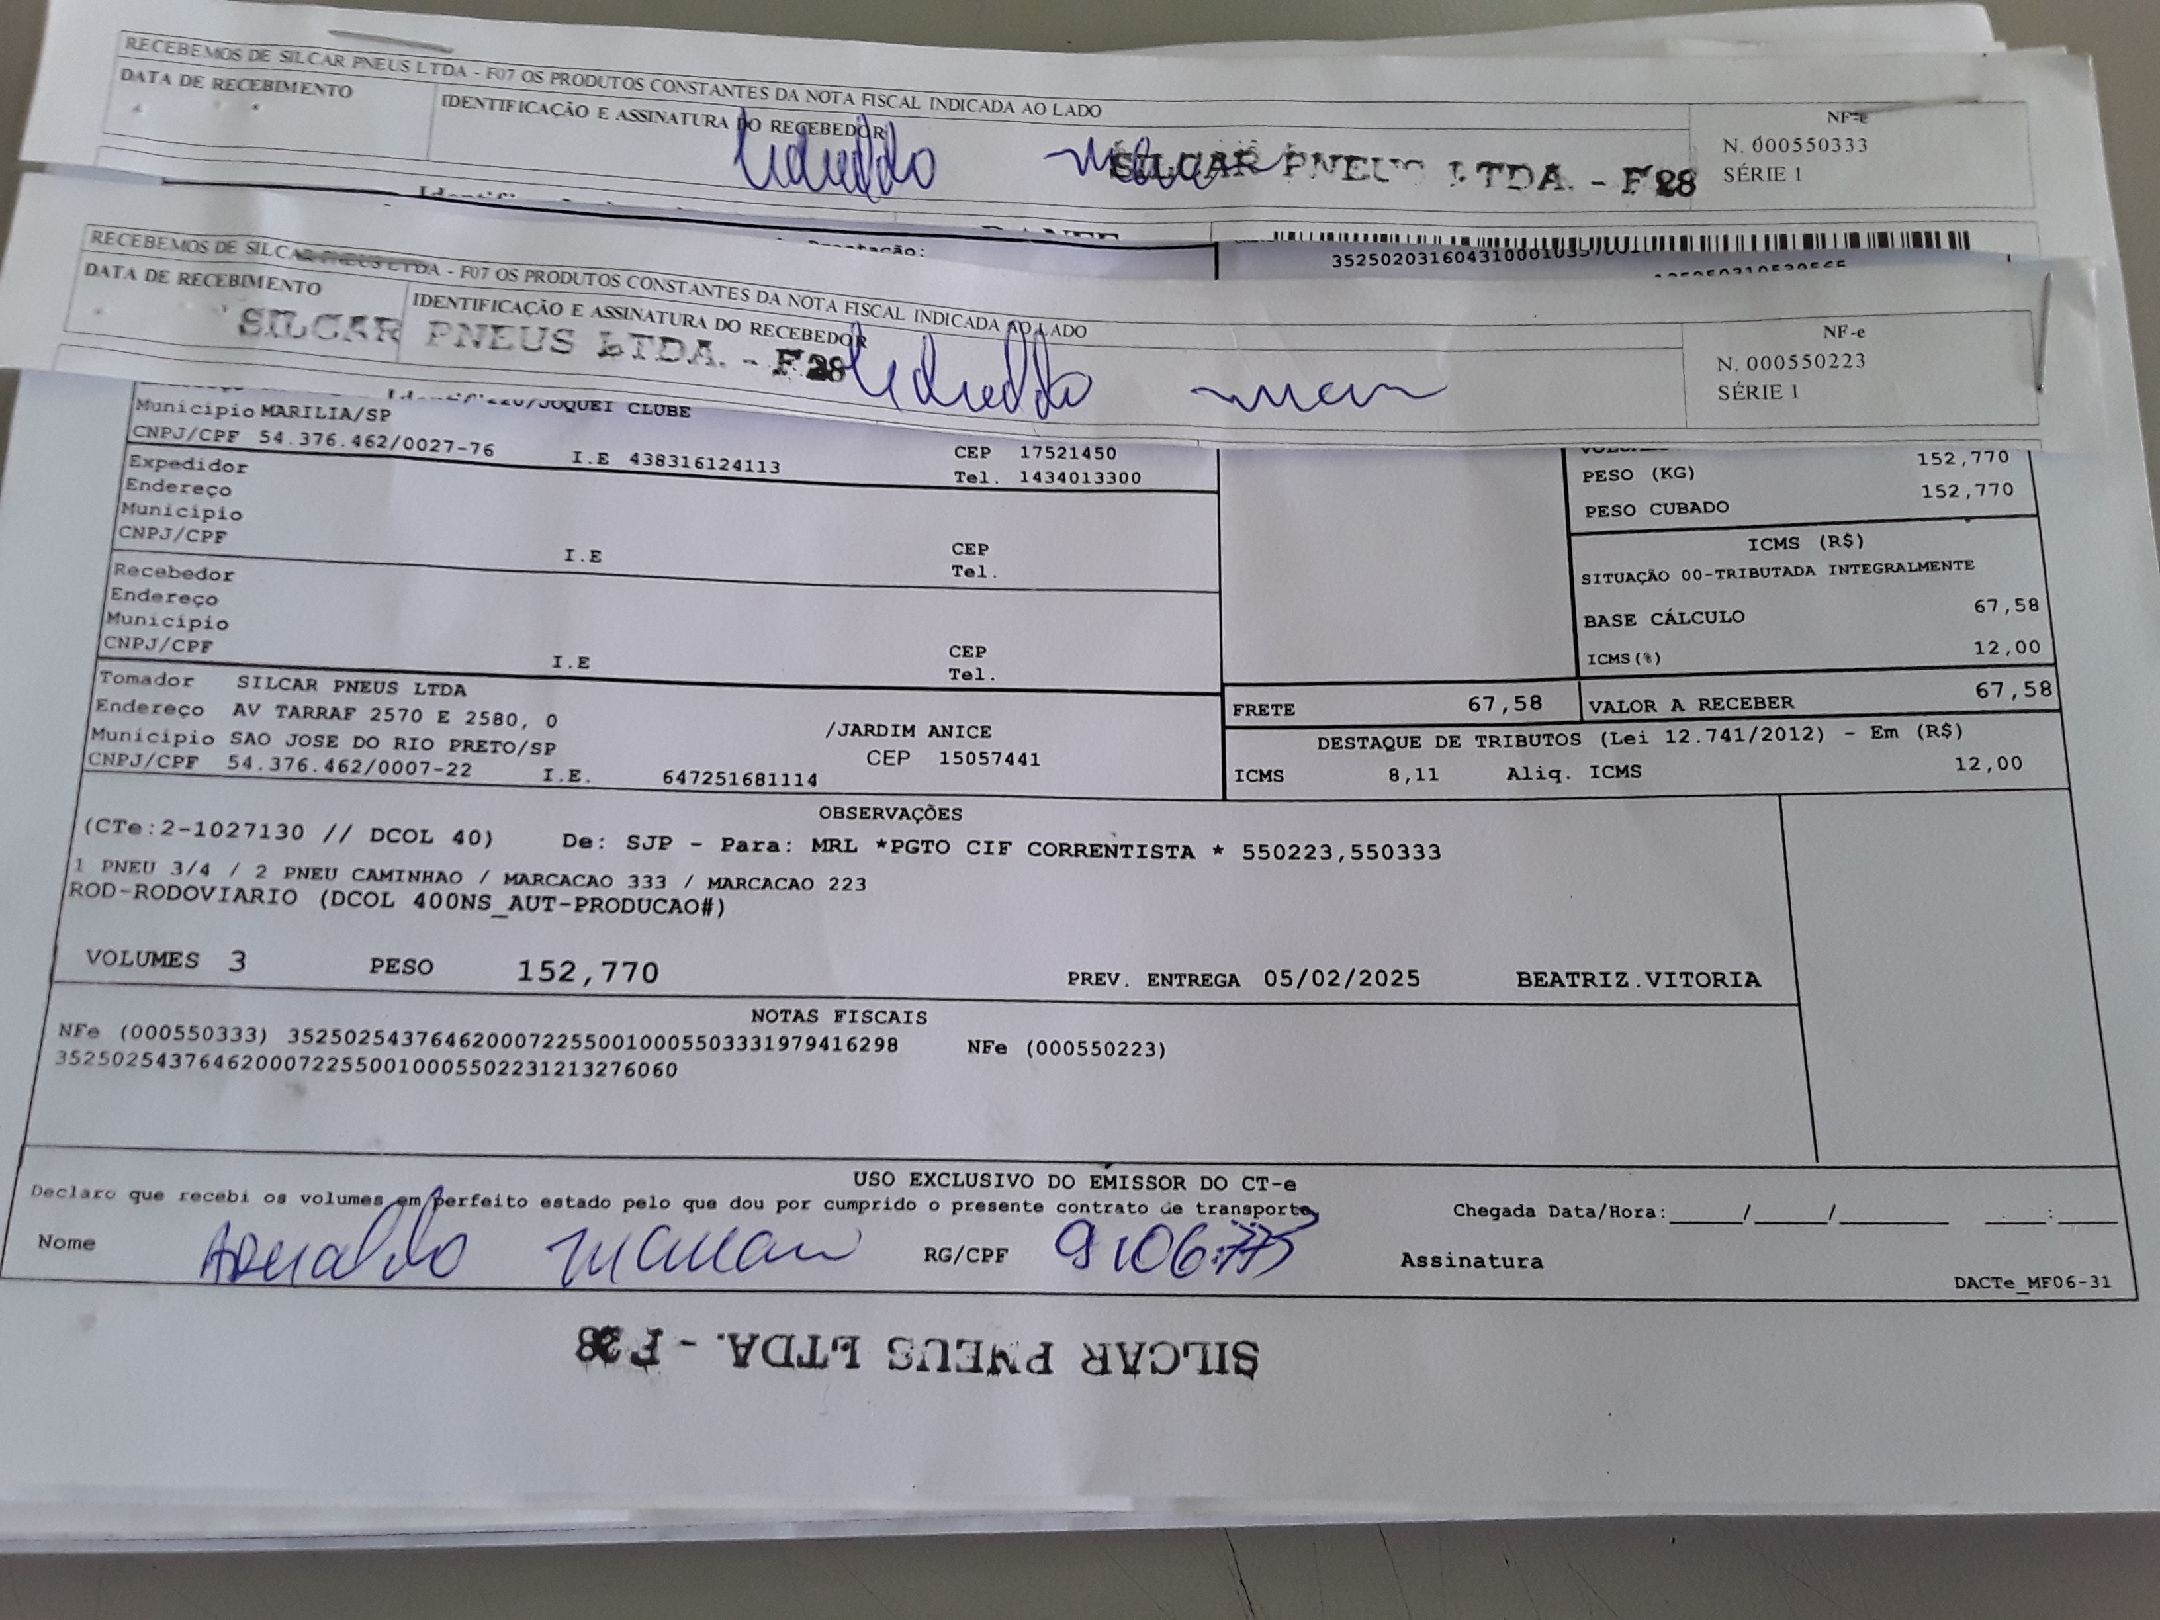 RECEBEMOS DE SILCAR PNEUS LTDA - F07 OS PRODUTOS CONSTANTES DA NOTA FISCAL INDICADA AO LADO
DATA DE RECEBIMENTO
IDENTIFICAÇÃO E ASSINATURA DO RECEBEDOR
NF-e
N. 000550333
SÉRIE 1
SILCAR PNEUS LTDA. - F28
RECEBEMOS DE SILCAR PNEUS LTDA - F07 OS PRODUTOS CONSTANTES DA NOTA FISCAL INDICADA AO LADO
DATA DE RECEBIMENTO
IDENTIFICAÇÃO E ASSINATURA DO RECEBEDOR
SILCAR PNEUS LTDA. - F28
NF-e
N. 000550223
SÉRIE 1
/JOQUEI CLUBE
Municipio MARILIA/SP
CNPJ/CPF 54.376.462/0027-76 I.E 438316124113 CEP 17521450
Tel. 1434013300
152,770
PESO (KG) 152,770
PESO CUBADO
Expedidor
Endereço
Municipio
CNPJ/CPF I.E CEP
Tel.
ICMS (R$)
SITUAÇÃO 00-TRIBUTADA INTEGRALMENTE
BASE CÁLCULO 67,58
ICMS(%) 12,00
Recebedor
Endereço
Municipio
CNPJ/CPF I.E CEP
Tel.
Tomador SILCAR PNEUS LTDA
Endereço AV TARRAF 2570 E 2580, 0 /JARDIM ANICE
Municipio SAO JOSE DO RIO PRETO/SP CEP 15057441
CNPJ/CPF 54.376.462/0007-22 I.E. 647251681114
FRETE 67,58 VALOR A RECEBER 67,58
DESTAQUE DE TRIBUTOS (Lei 12.741/2012) - Em (R$)
ICMS 8,11 Aliq. ICMS 12,00
OBSERVAÇÕES
(CTe:2-1027130 // DCOL 40) De: SJP - Para: MRL *PGTO CIF CORRENTISTA * 550223,550333
1 PNEU 3/4 / 2 PNEU CAMINHAO / MARCACAO 333 / MARCACAO 223
ROD-RODOVIARIO (DCOL 400NS_AUT-PRODUCAO#)
VOLUMES 3 PESO 152,770 PREV. ENTREGA 05/02/2025 BEATRIZ.VITORIA
NOTAS FISCAIS
NFe (000550333) 35250254376462000722550010005503331979416298 NFe (000550223)
35250254376462000722550010005502231213276060
USO EXCLUSIVO DO EMISSOR DO CT-e
Declaro que recebi os volumes em perfeito estado pelo que dou por cumprido o presente contrato de transporte
Chegada Data/Hora:____/____/______ ___:___
Nome Arnaldo RG/CPF Assinatura
DACTe_MF06-31
SILCAR PNEUS LTDA. - F28